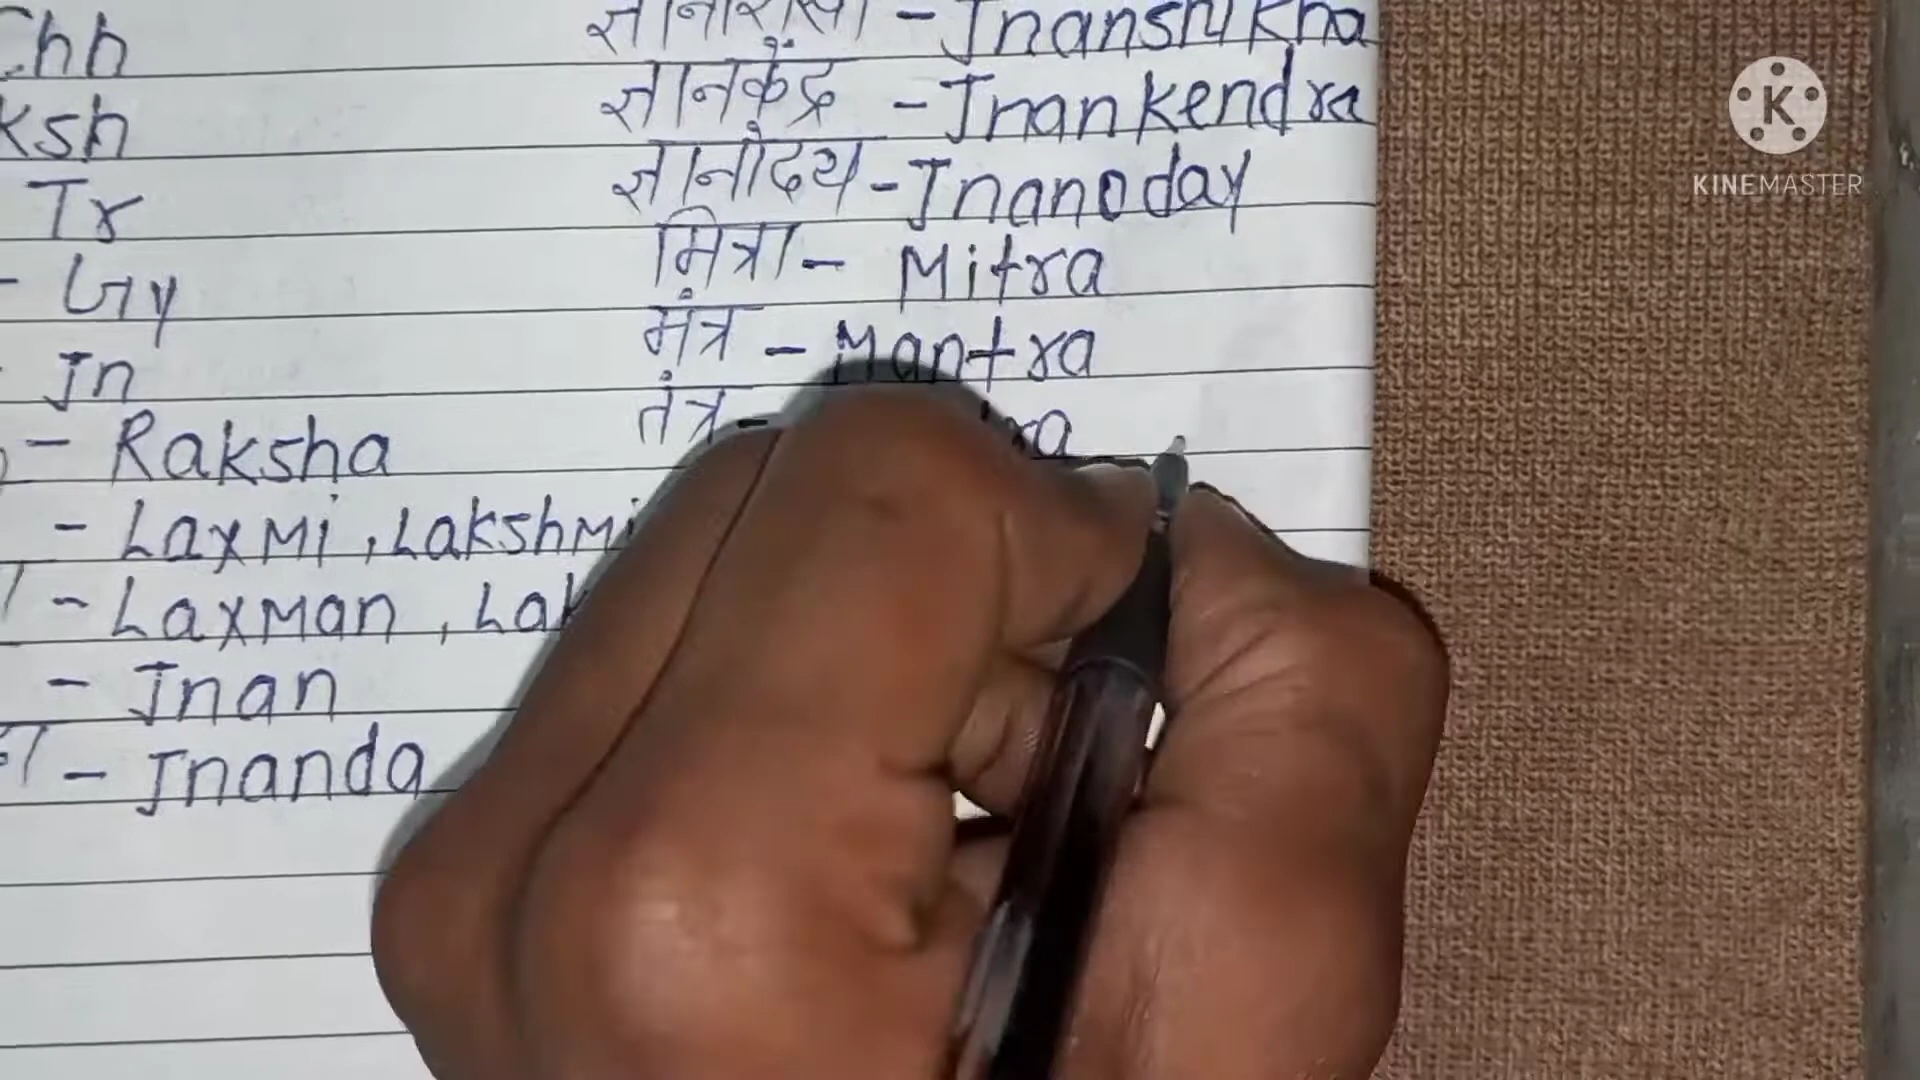 Chh
ksh
Tr
- Gy
- Jn
- Raksha
- Laxmi, Lakshmi
- Laxman, Lak
- Jnan
- Jnanda
- Jnanshikha
ज्ञानकेंद्र - Jnankendra
ज्ञानोदय - Jnanoday
मित्रा - Mitra
मंत्र - Mantra
तंत्र - ra
K
KINEMASTER